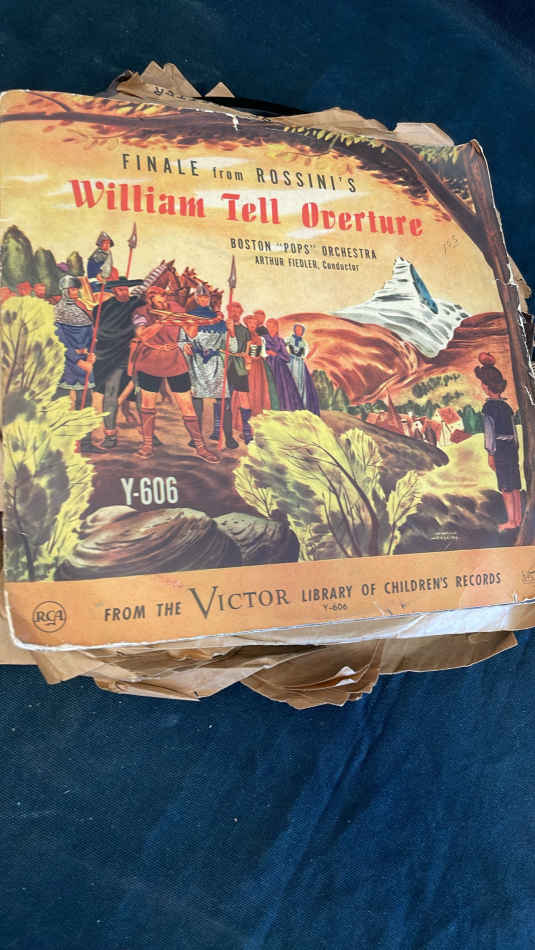 FINALE from ROSSINI'S
William Tell Overture
BOSTON "POPS" ORCHESTRA
ARTHUR FIEDLER, Conductor
Y-606
RCA
FROM THE VICTOR LIBRARY OF CHILDREN'S RECORDS
Y-606